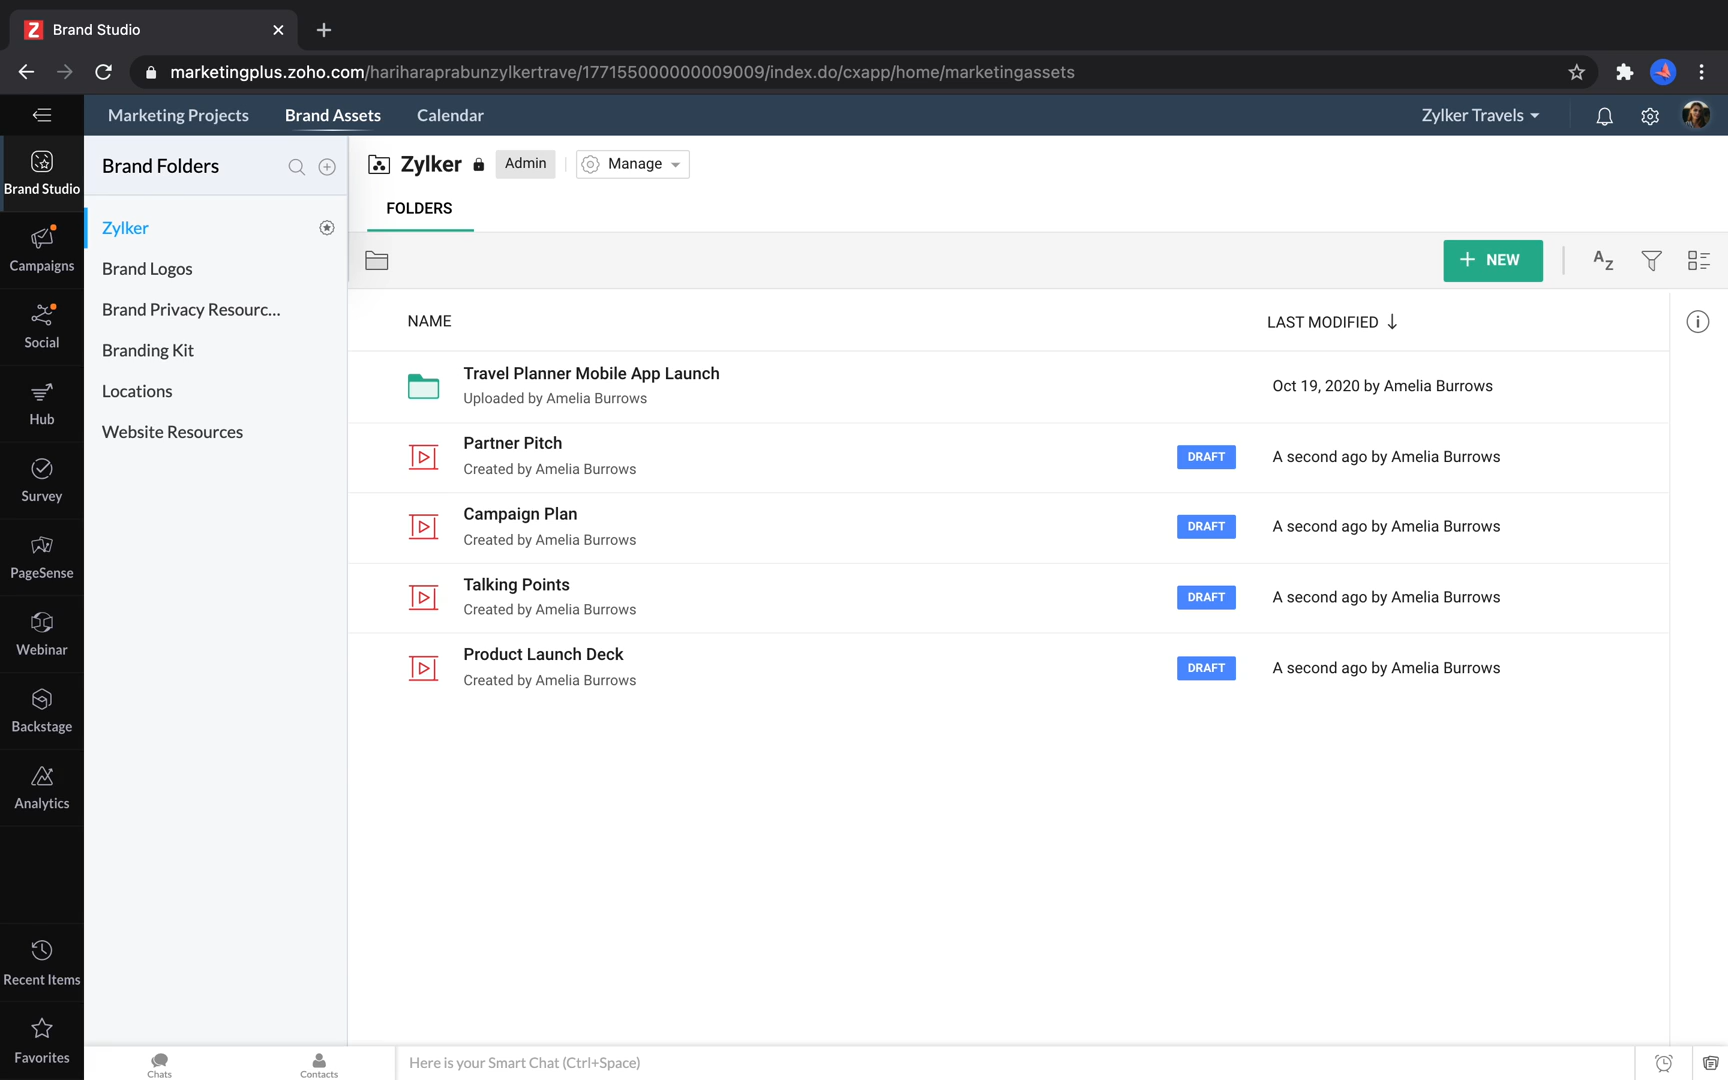 Brand Studio
marketingplus.zoho.com/hariharaprabunzylkertrave/177155000000009009/index.do/cxapp/home/marketingassets
Marketing Projects
Brand Assets
Calendar
Zylker Travels
Brand Studio
Campaigns
Social
Hub
Survey
PageSense
Webinar
Backstage
Analytics
Recent Items
Favorites
Brand Folders
Zylker
Brand Logos
Brand Privacy Resourc...
Branding Kit
Locations
Website Resources
Zylker
Admin
Manage
FOLDERS
+ NEW
NAME
LAST MODIFIED ↓
Travel Planner Mobile App Launch
Uploaded by Amelia Burrows
Oct 19, 2020 by Amelia Burrows
Partner Pitch
Created by Amelia Burrows
DRAFT
A second ago by Amelia Burrows
Campaign Plan
Created by Amelia Burrows
DRAFT
A second ago by Amelia Burrows
Talking Points
Created by Amelia Burrows
DRAFT
A second ago by Amelia Burrows
Product Launch Deck
Created by Amelia Burrows
DRAFT
A second ago by Amelia Burrows
Chats
Contacts
Here is your Smart Chat (Ctrl+Space)